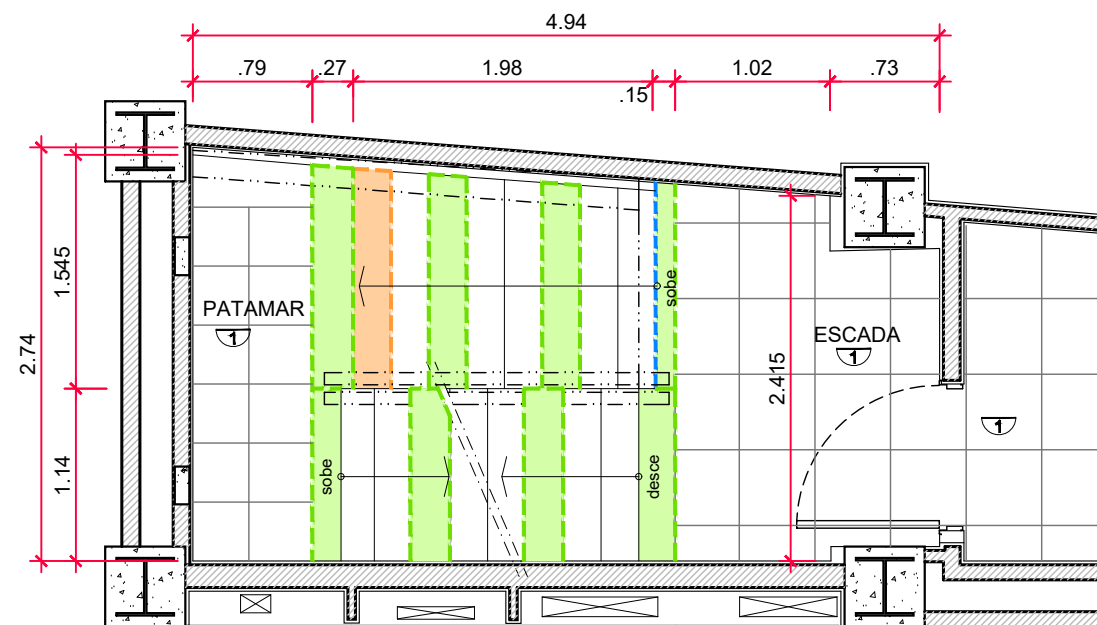 4.94
.79
.27
1.98
.15
1.02
.73
2.74
1.545
1.14
PATAMAR
1
sobe
ESCADA
1
2.415
1
sobe
desce